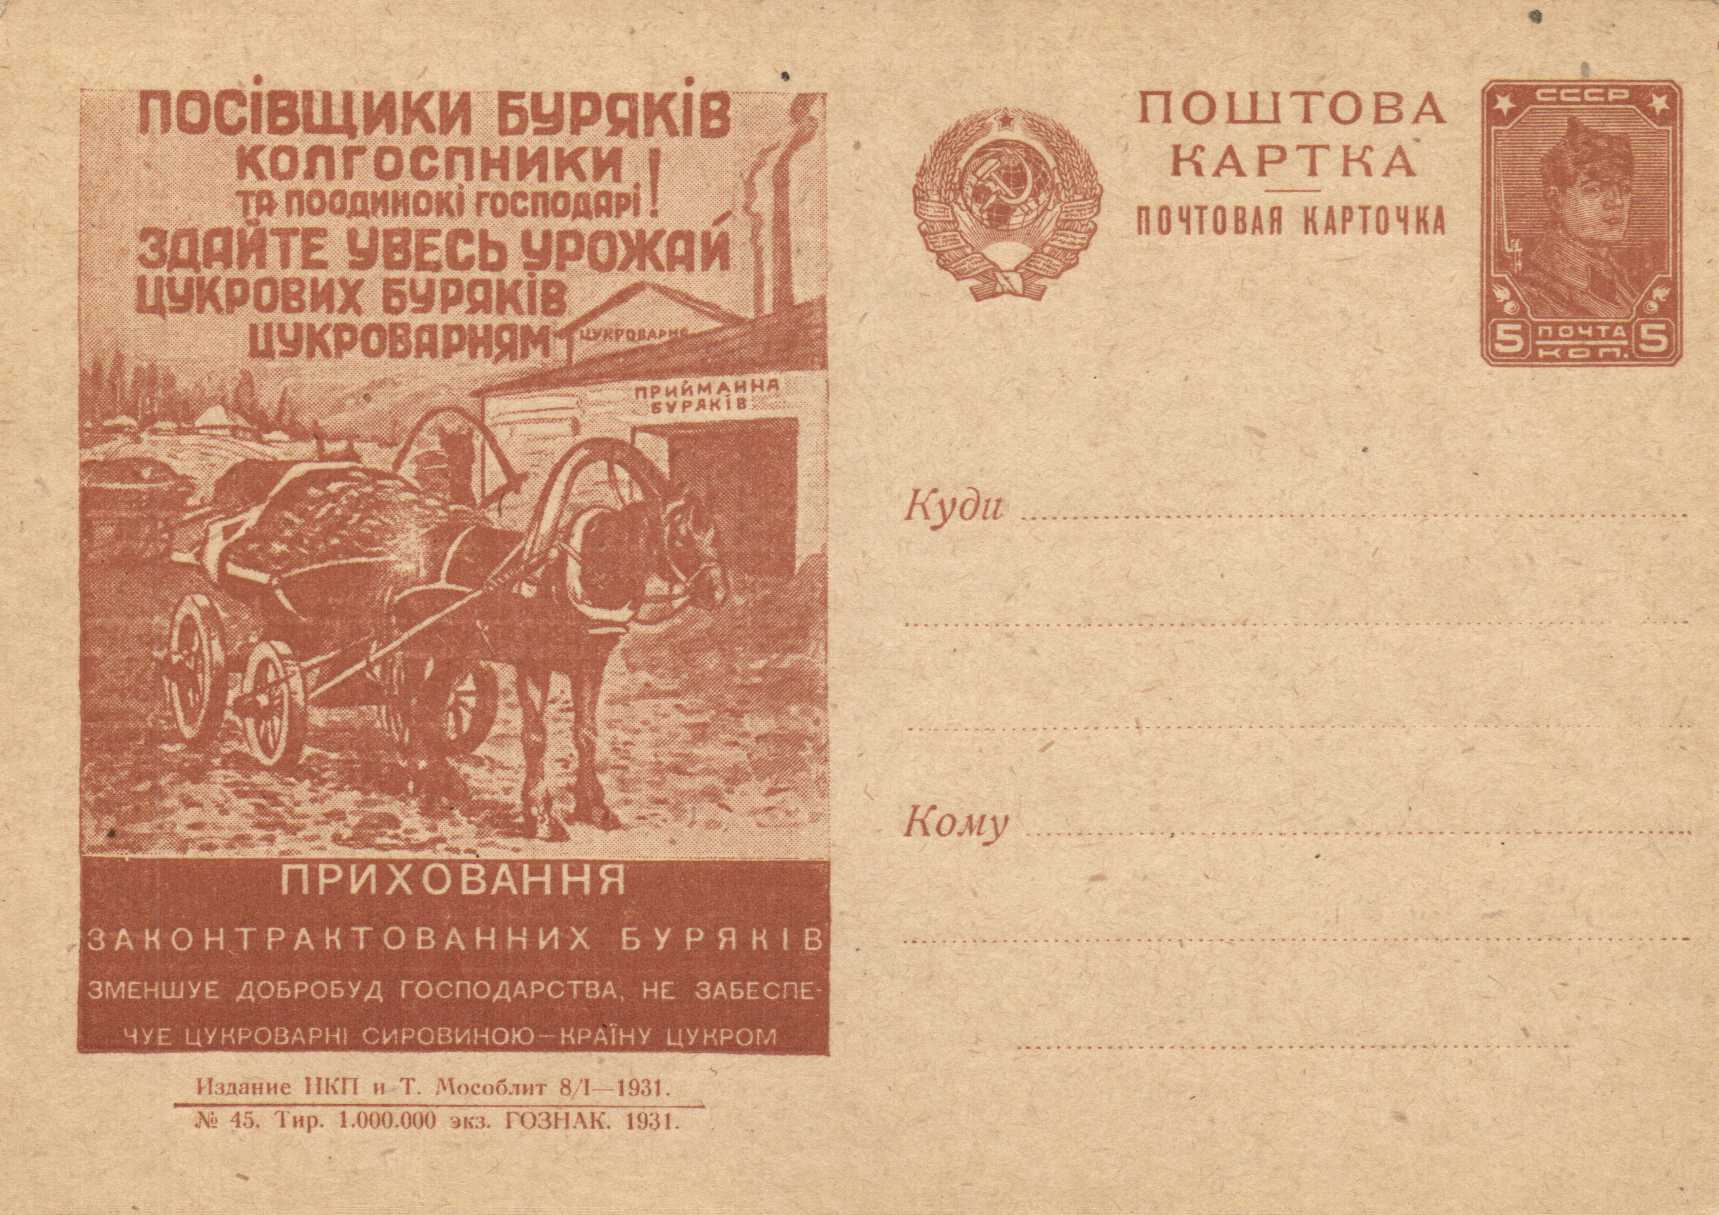 ПОСІВЩИКИ БУРЯКІВ
КОЛГОСПНИКИ
ТА ПООДИНОКІ ГОСПОДАРІ!
ЗДАЙТЕ УВЕСЬ УРОЖАЙ
ЦУКРОВИХ БУРЯКІВ
ЦУКРОВАРНЯМ
ЦУКРОВАРНЯ
ПРИЙМАННЯ
БУРЯКІВ
ПРИХОВАННЯ
ЗАКОНТРАКТОВАННИХ БУРЯКІВ
ЗМЕНШУЄ ДОБРОБУД ГОСПОДАРСТВА, НЕ ЗАБЕСПЕ-
ЧУЄ ЦУКРОВАРНІ СИРОВИНОЮ—КРАЇНУ ЦУКРОМ
Издание НКП и Т. Мособлит 8/I—1931.
№ 45. Тир. 1.000.000 экз. ГОЗНАК. 1931.
ПОШТОВА
КАРТКА
ПОЧТОВАЯ КАРТОЧКА
СССР
5 ПОЧТА 5
КОП.
Куди
Кому